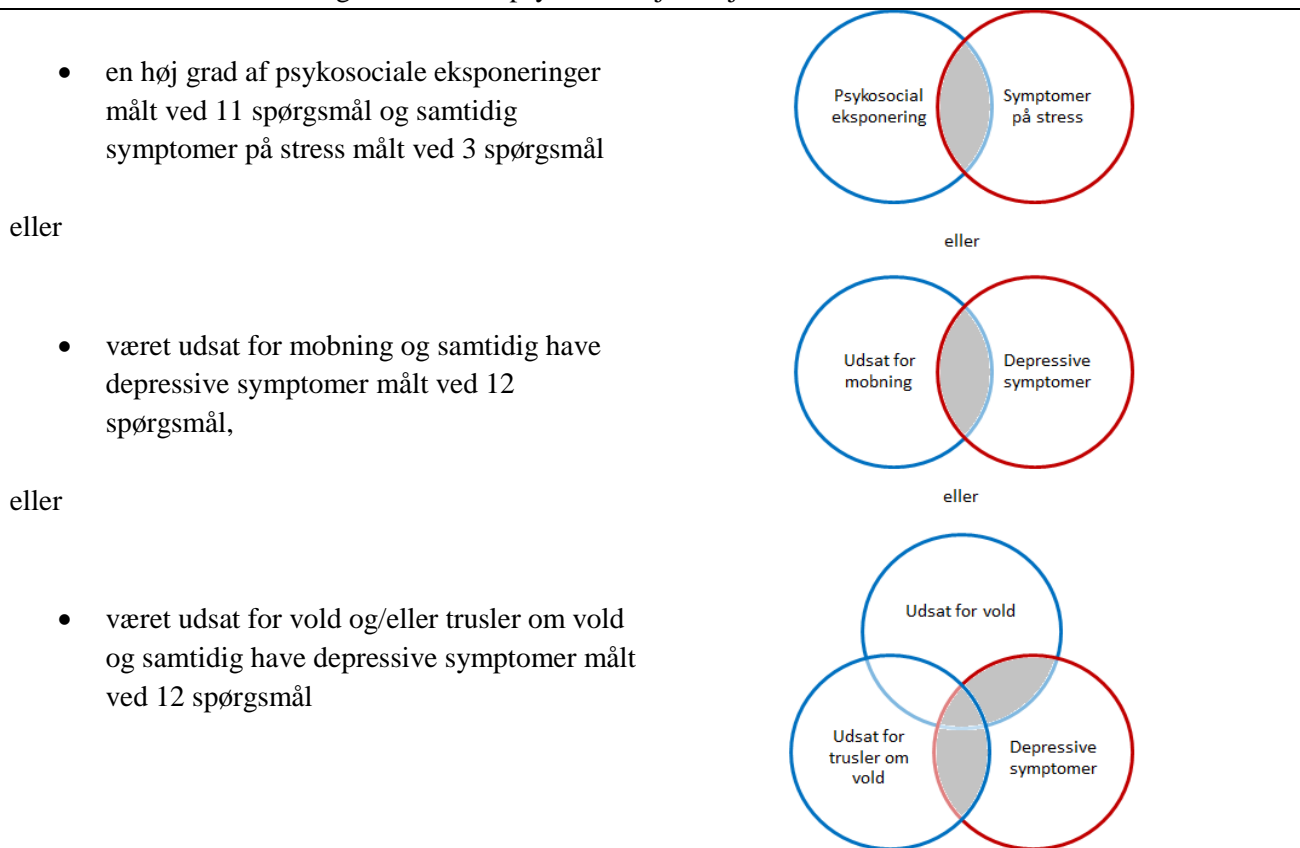 • en høj grad af psykosociale eksponeringer
målt ved 11 spørgsmål og samtidig
symptomer på stress målt ved 3 spørgsmål
Psykosocial
eksponering
Symptomer
på stress
eller
eller
• været udsat for mobning og samtidig have
depressive symptomer målt ved 12
spørgsmål,
Udsat for
mobning
Depressive
symptomer
eller
eller
• været udsat for vold og/eller trusler om vold
og samtidig have depressive symptomer målt
ved 12 spørgsmål
Udsat for vold
Udsat for
trusler om
vold
Depressive
symptomer